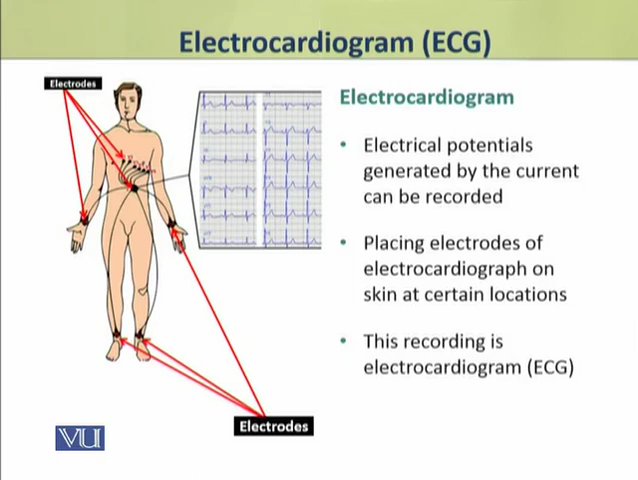 Electrocardiogram (ECG)
Electrodes
Electrocardiogram
• Electrical potentials
generated by the current
can be recorded
• Placing electrodes of
electrocardiograph on
skin at certain locations
• This recording is
electrocardiogram (ECG)
Electrodes
VU